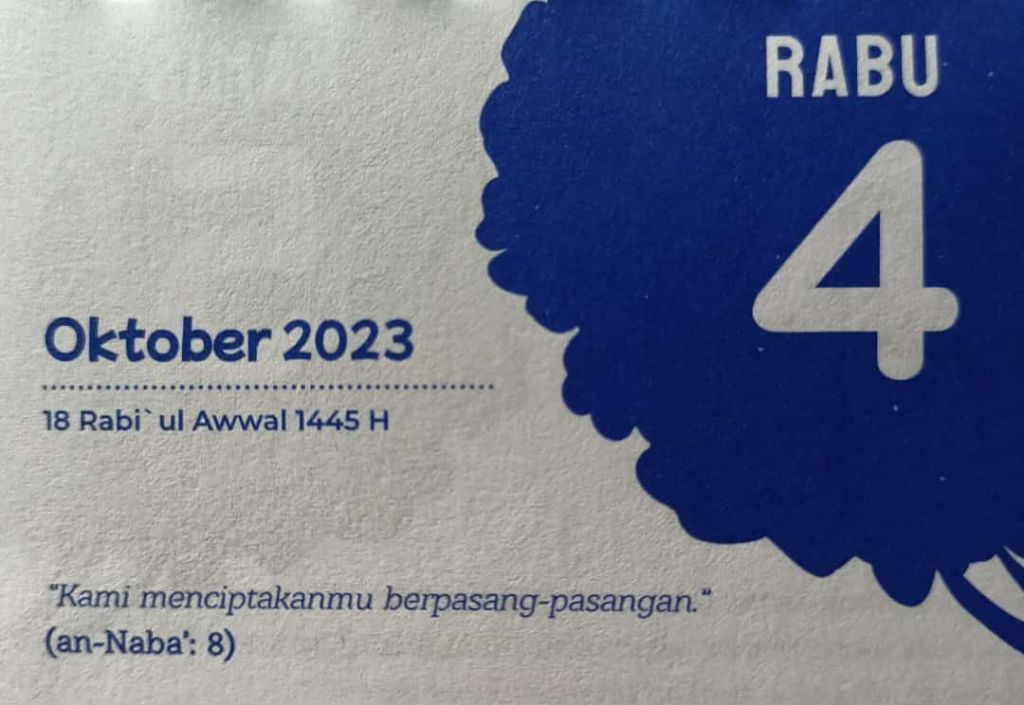 RABU
4
Oktober 2023
18 Rabi`ul Awwal 1445 H
"Kami menciptakanmu berpasang-pasangan."
(an-Naba': 8)